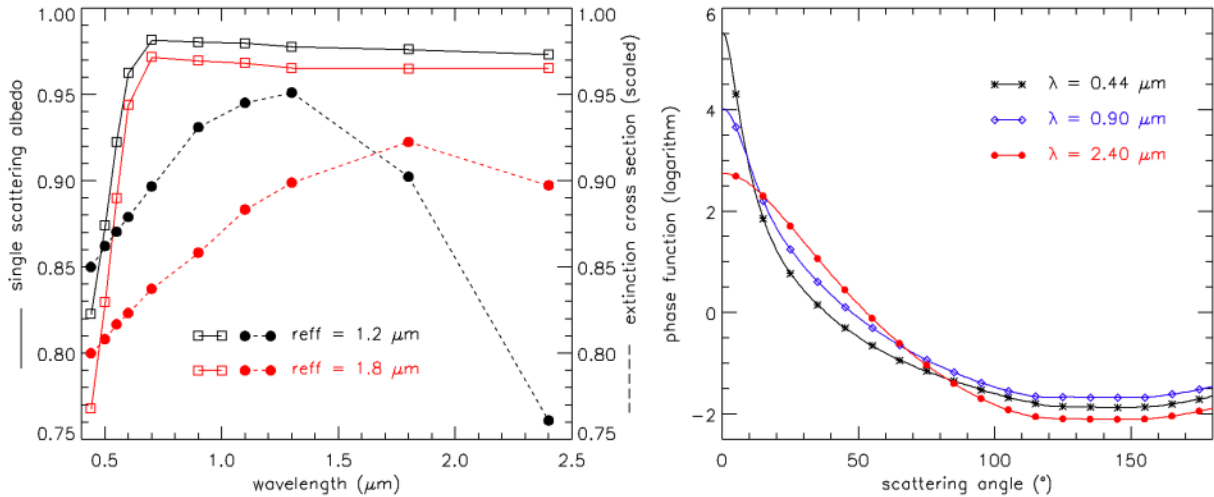 1.00
0.95
0.90
0.85
0.80
0.75
single scattering albedo
0.5
1.0
1.5
2.0
2.5
wavelength (μm)
reff = 1.2 μm
reff = 1.8 μm
1.00
0.95
0.90
0.85
0.80
0.75
extinction cross section (scaled)
6
4
2
0
−2
phase function (logarithm)
0
50
100
150
scattering angle (°)
λ = 0.44 μm
λ = 0.90 μm
λ = 2.40 μm